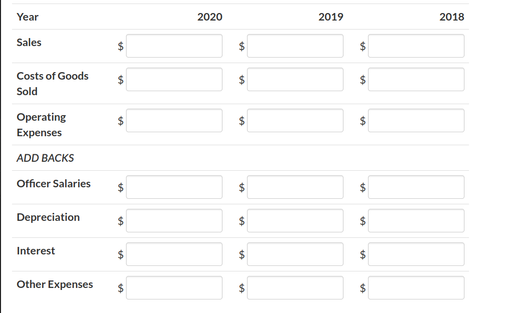 Year 2020 2019 2018
Sales $ $ $
Costs of Goods
Sold $ $ $
Operating
Expenses $ $ $
ADD BACKS
Officer Salaries $ $ $
Depreciation $ $ $
Interest $ $ $
Other Expenses $ $ $